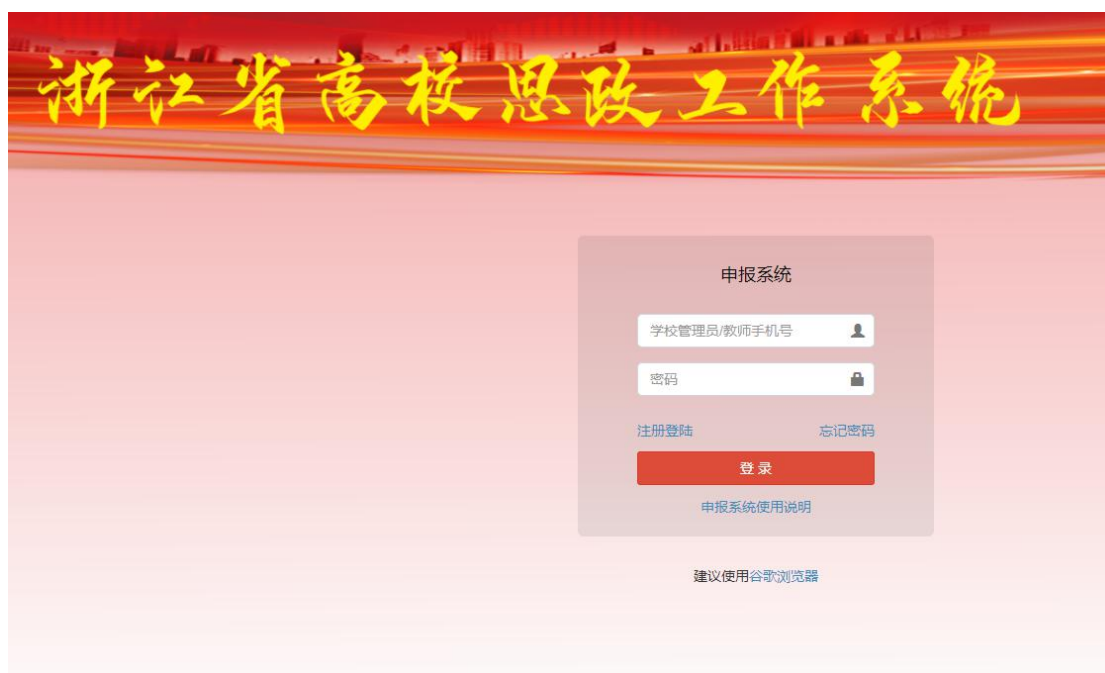 浙江省高校思政工作系统
申报系统
学校管理员/教师手机号
密码
注册登陆 忘记密码
登 录
申报系统使用说明
建议使用谷歌浏览器